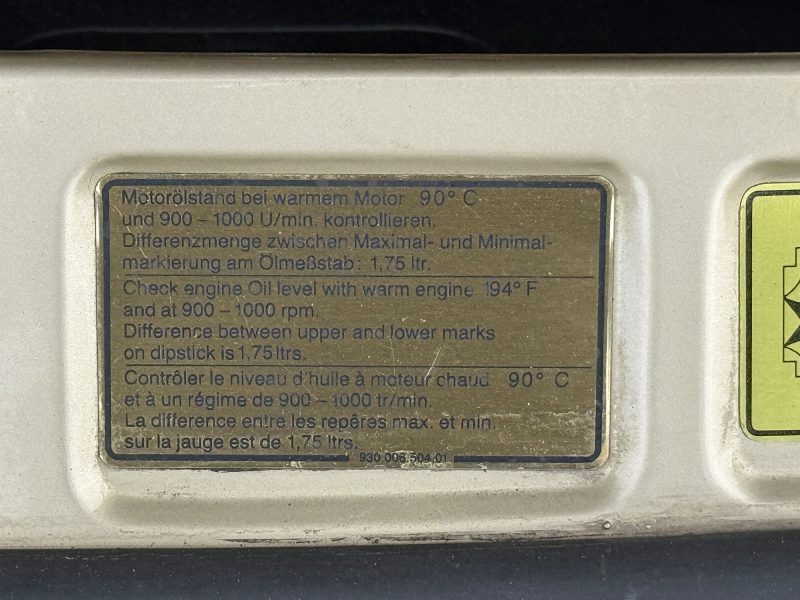 Motorölstand bei warmem Motor 90° C
und 900 – 1000 U/min. kontrollieren.
Differenzmenge zwischen Maximal- und Minimal-
markierung am Ölmeßstab: 1,75 ltr.
Check engine Oil level with warm engine 194° F
and at 900 – 1000 rpm.
Difference between upper and lower marks
on dipstick is 1,75 ltrs.
Contrôler le niveau d'huile à moteur chaud 90° C
et à un régime de 900 – 1000 tr/min.
La difference entre les repêres max. et min.
sur la jauge est de 1,75 ltrs.
930.006.504.01